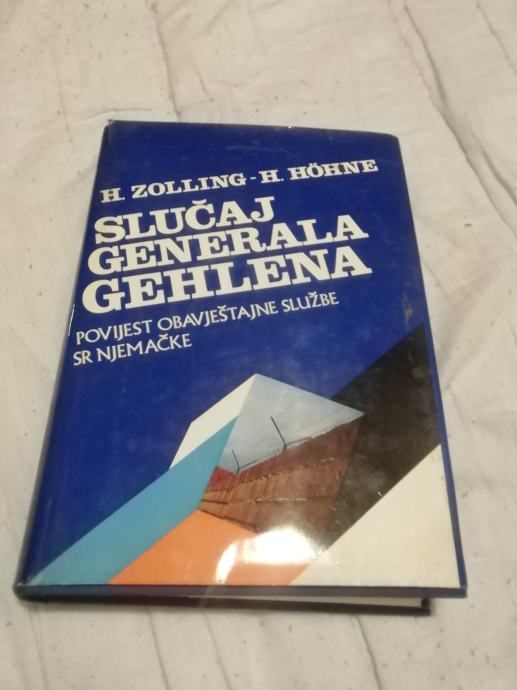 H. ZOLLING-H. HÖHNE
SLUČAJ
GENERALA
GEHLENA
POVIJEST OBAVJEŠTAJNE SLUŽBE
SR NJEMAČKE